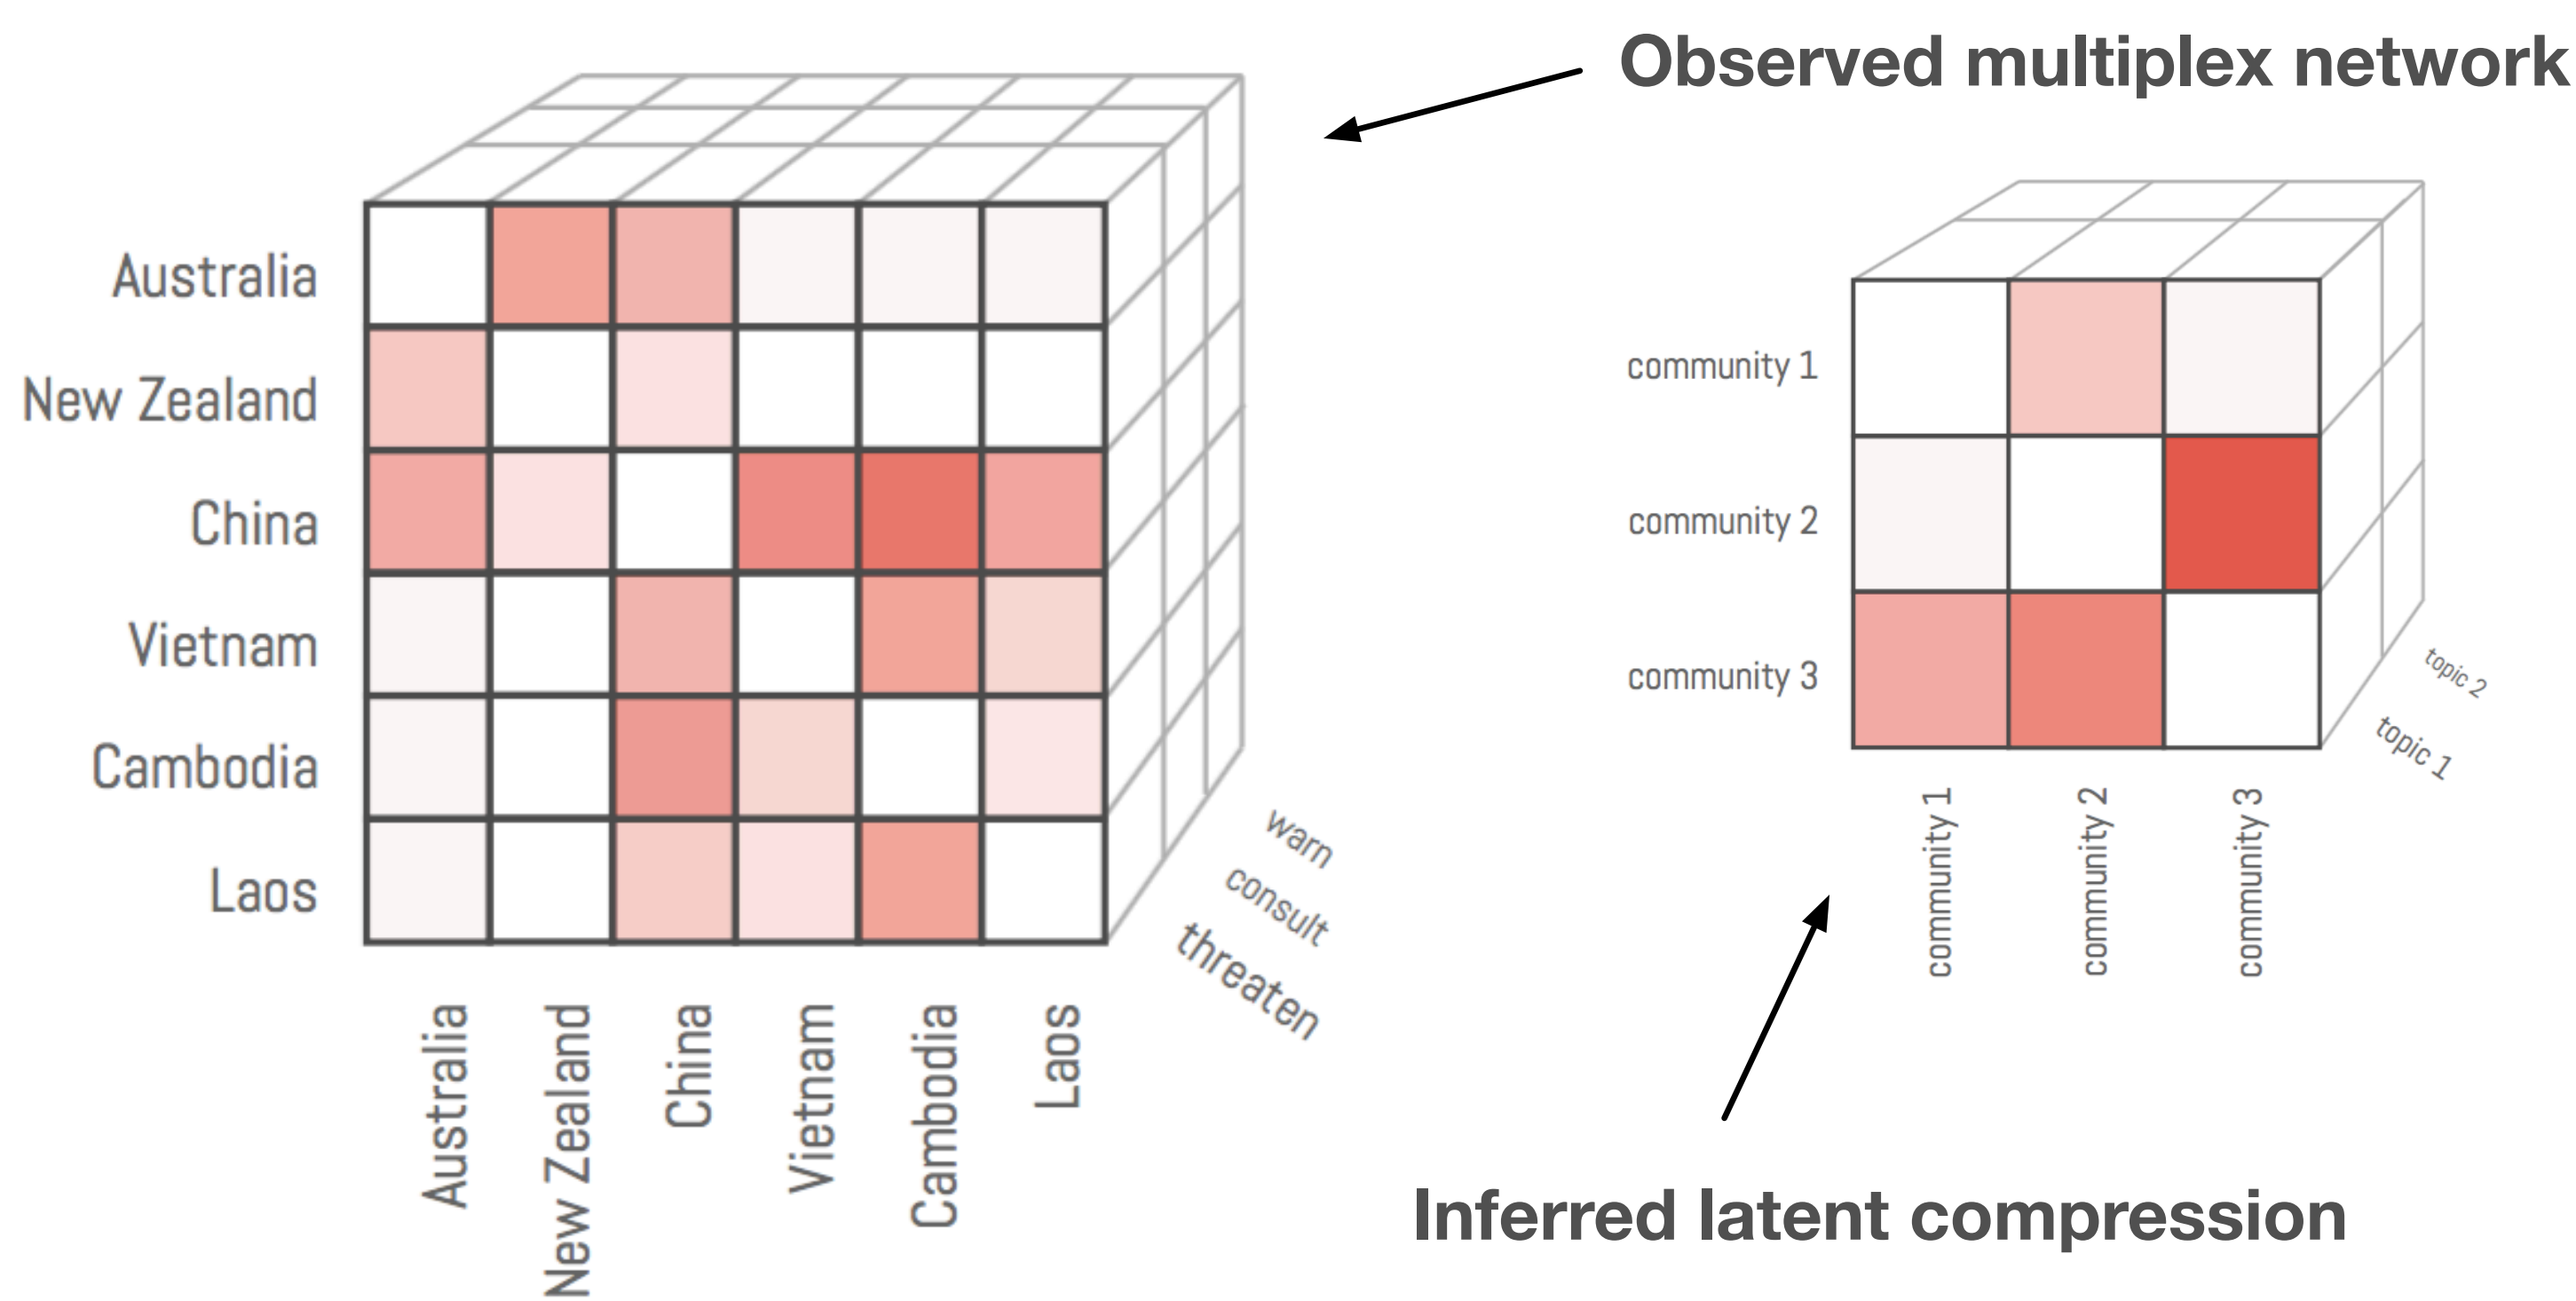 Observed multiplex network
Australia
New Zealand
China
Vietnam
Cambodia
Laos
Australia
New Zealand
China
Vietnam
Cambodia
Laos
warn
consult
threaten
community 1
community 2
community 3
community 1
community 2
community 3
topic 2
topic 1
Inferred latent compression